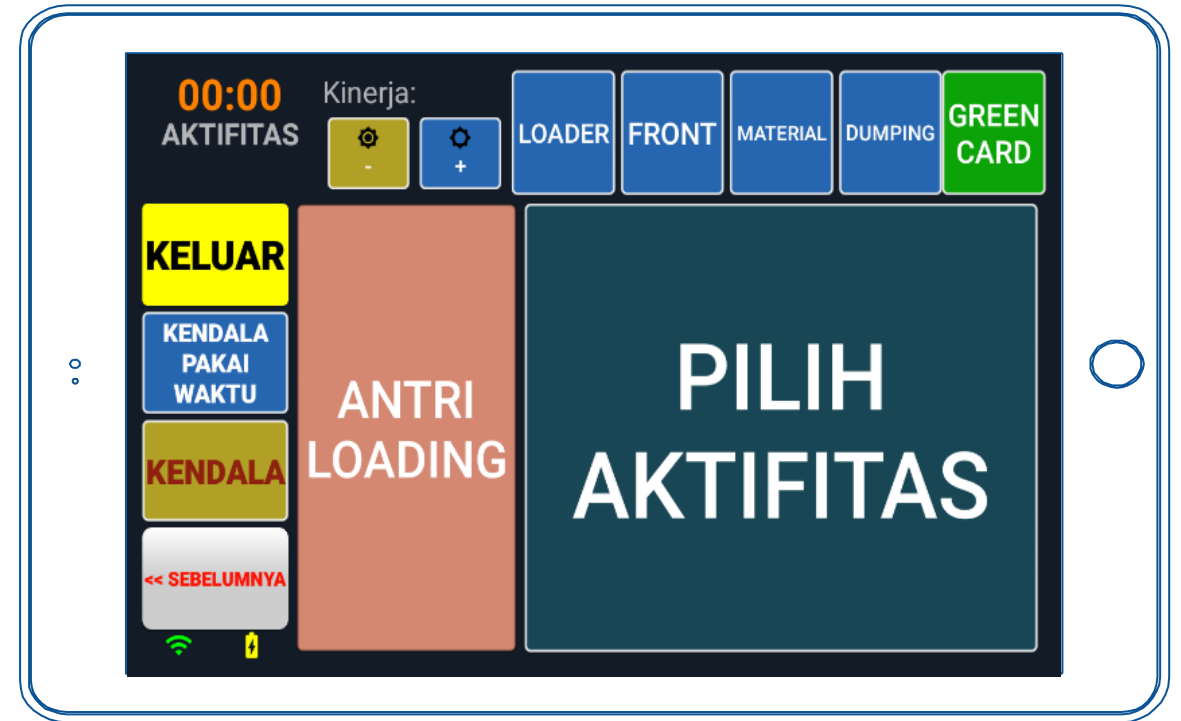 00:00
AKTIFITAS
Kinerja:
-
+
LOADER
FRONT
MATERIAL
DUMPING
GREEN
CARD
KELUAR
KENDALA
PAKAI
WAKTU
KENDALA
<< SEBELUMNYA
ANTRI
LOADING
PILIH
AKTIFITAS